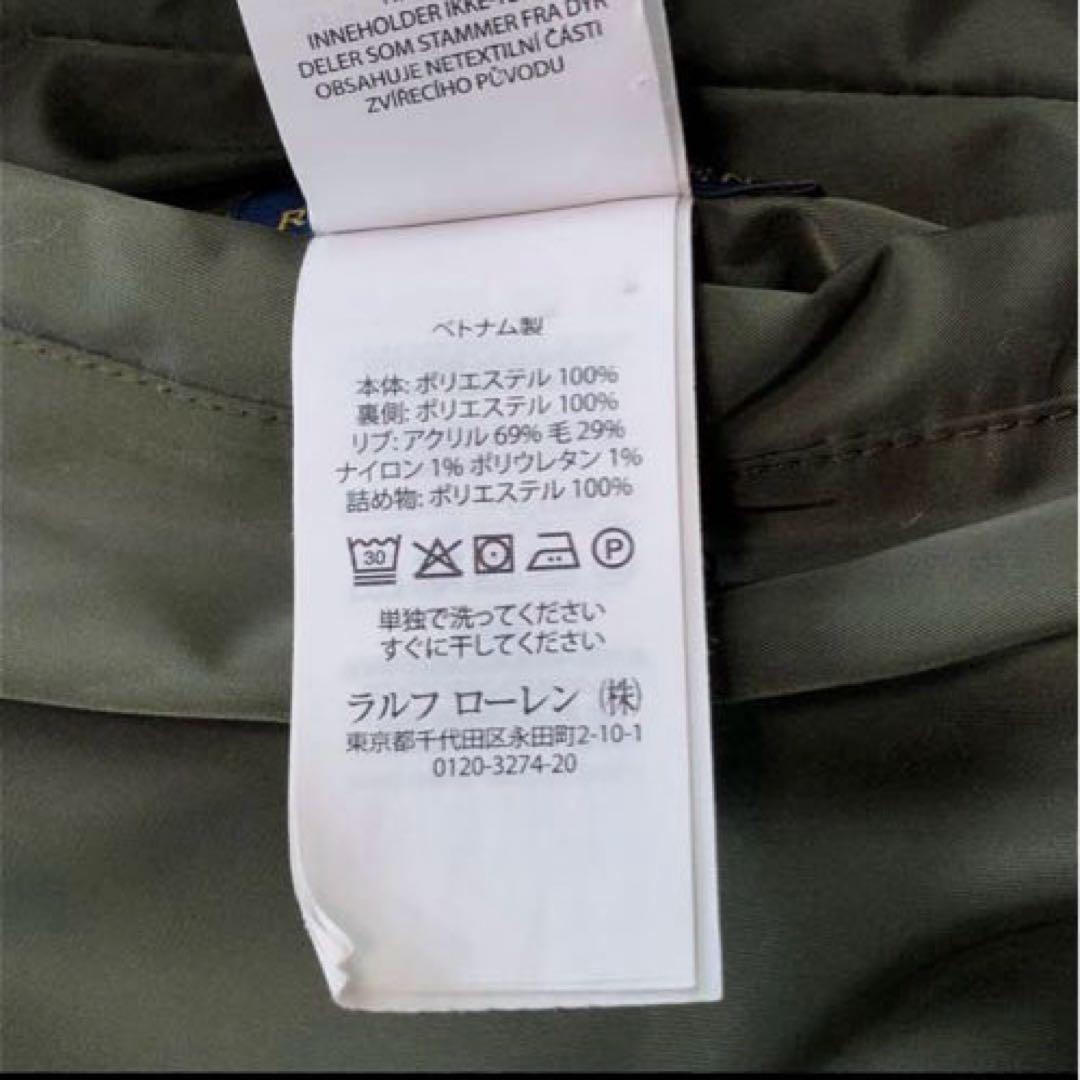 INNEHOLDER IKKE-
DELER SOM STAMMER FRA DYR
OBSAHUJE NETEXTILNÍ ČÁSTI
ZVÍŘECÍHO PŮVODU
R
ベトナム製
本体: ポリエステル 100%
裏側: ポリエステル 100%
リブ: アクリル 69% 毛 29%
ナイロン 1% ポリウレタン 1%
詰め物: ポリエステル 100%
30
P
単独で洗ってください
すぐに干してください
ラルフ ローレン ㈱
東京都千代田区永田町2-10-1
0120-3274-20